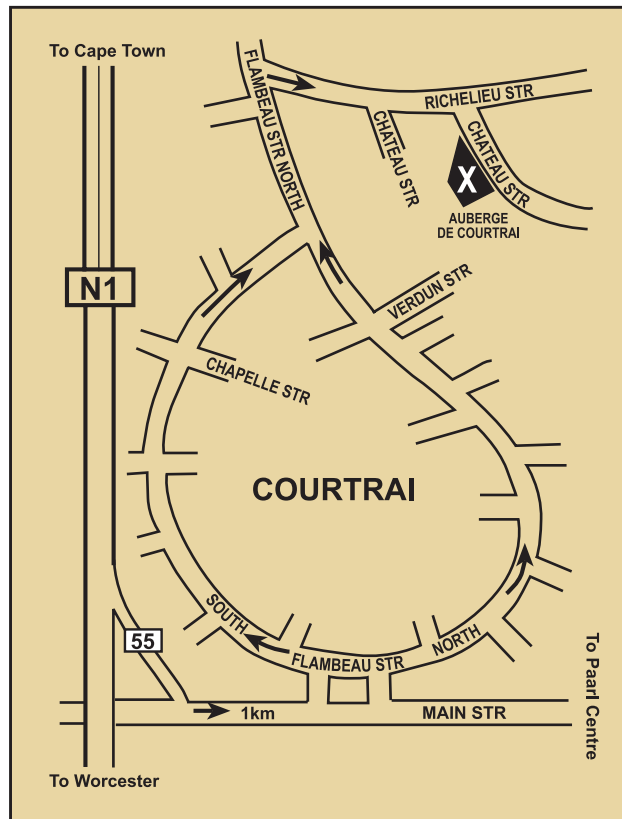 To Cape Town
FLAMBEAU STR NORTH
RICHELIEU STR
CHATEAU STR
CHATEAU STR
X
AUBERGE
DE COURTRAI
N1
VERDUN STR
CHAPELLE STR
COURTRAI
SOUTH
FLAMBEAU STR
NORTH
55
1km
MAIN STR
To Paarl Centre
To Worcester